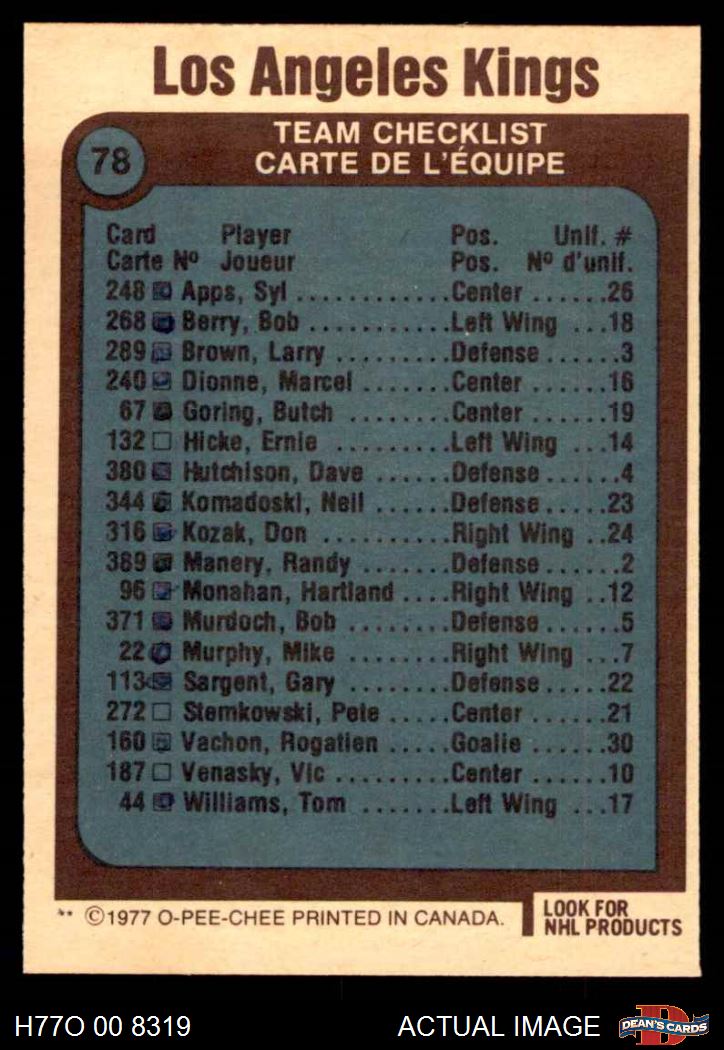 Los Angeles Kings
78
TEAM CHECKLIST
CARTE DE L'ÉQUIPE
Card Player Pos. Unif. #
Carte Nº Joueur Pos. Nº d'unif.
248 Apps, Syl ............Center ......26
268 Berry, Bob ...........Left Wing ...18
289 Brown, Larry .........Defense......3
240 Dionne, Marcel .......Center ......16
67 Goring, Butch ........Center ......19
132 Hicke, Ernie .........Left Wing ...14
380 Hutchison, Dave ......Defense......4
344 Komadoski, Neil ......Defense.....23
316 Kozak, Don ...........Right Wing ..24
389 Manery, Randy ........Defense......2
96 Monahan, Hartland ....Right Wing ..12
371 Murdoch, Bob ........Defense......5
22 Murphy, Mike ........Right Wing ...7
113 Sargent, Gary ........Defense.....22
272 Stemkowski, Pete .....Center ......21
160 Vachon, Rogatien .....Goalie ......30
187 Venasky, Vic .........Center ......10
44 Williams, Tom .......Left Wing ...17
** ©1977 O-PEE-CHEE PRINTED IN CANADA.
LOOK FOR
NHL PRODUCTS
H77O 00 8319 ACTUAL IMAGE
D
DEAN'S CARDS